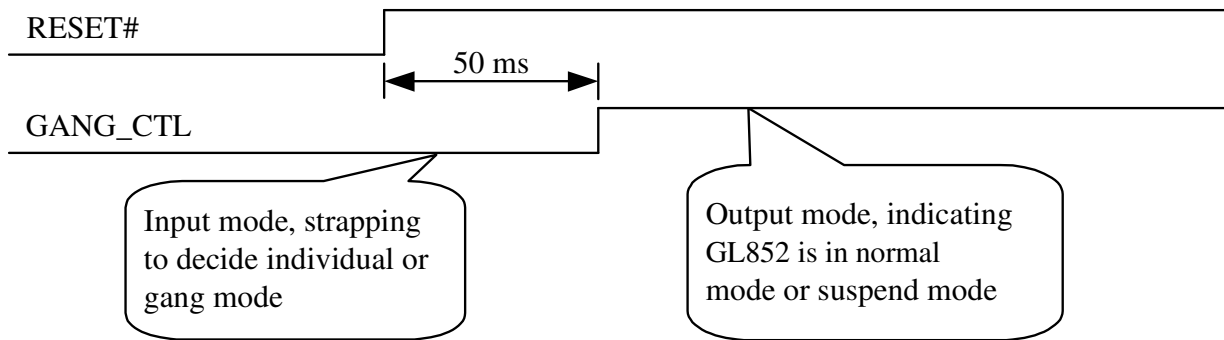 RESET#
50 ms
GANG_CTL
Input mode, strapping
to decide individual or
gang mode
Output mode, indicating
GL852 is in normal
mode or suspend mode